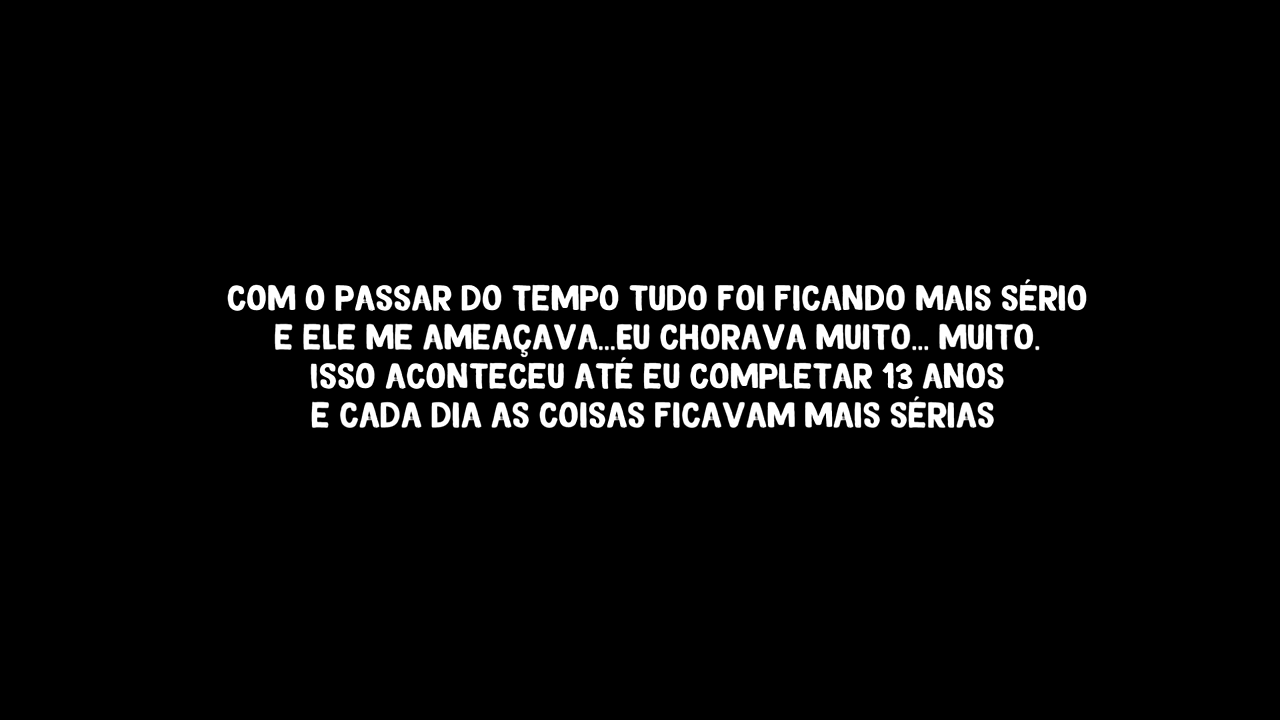 COM O PASSAR DO TEMPO TUDO FOI FICANDO MAIS SÉRIO
E ELE ME AMEAÇAVA...EU CHORAVA MUITO... MUITO.
ISSO ACONTECEU ATÉ EU COMPLETAR 13 ANOS
E CADA DIA AS COISAS FICAVAM MAIS SÉRIAS